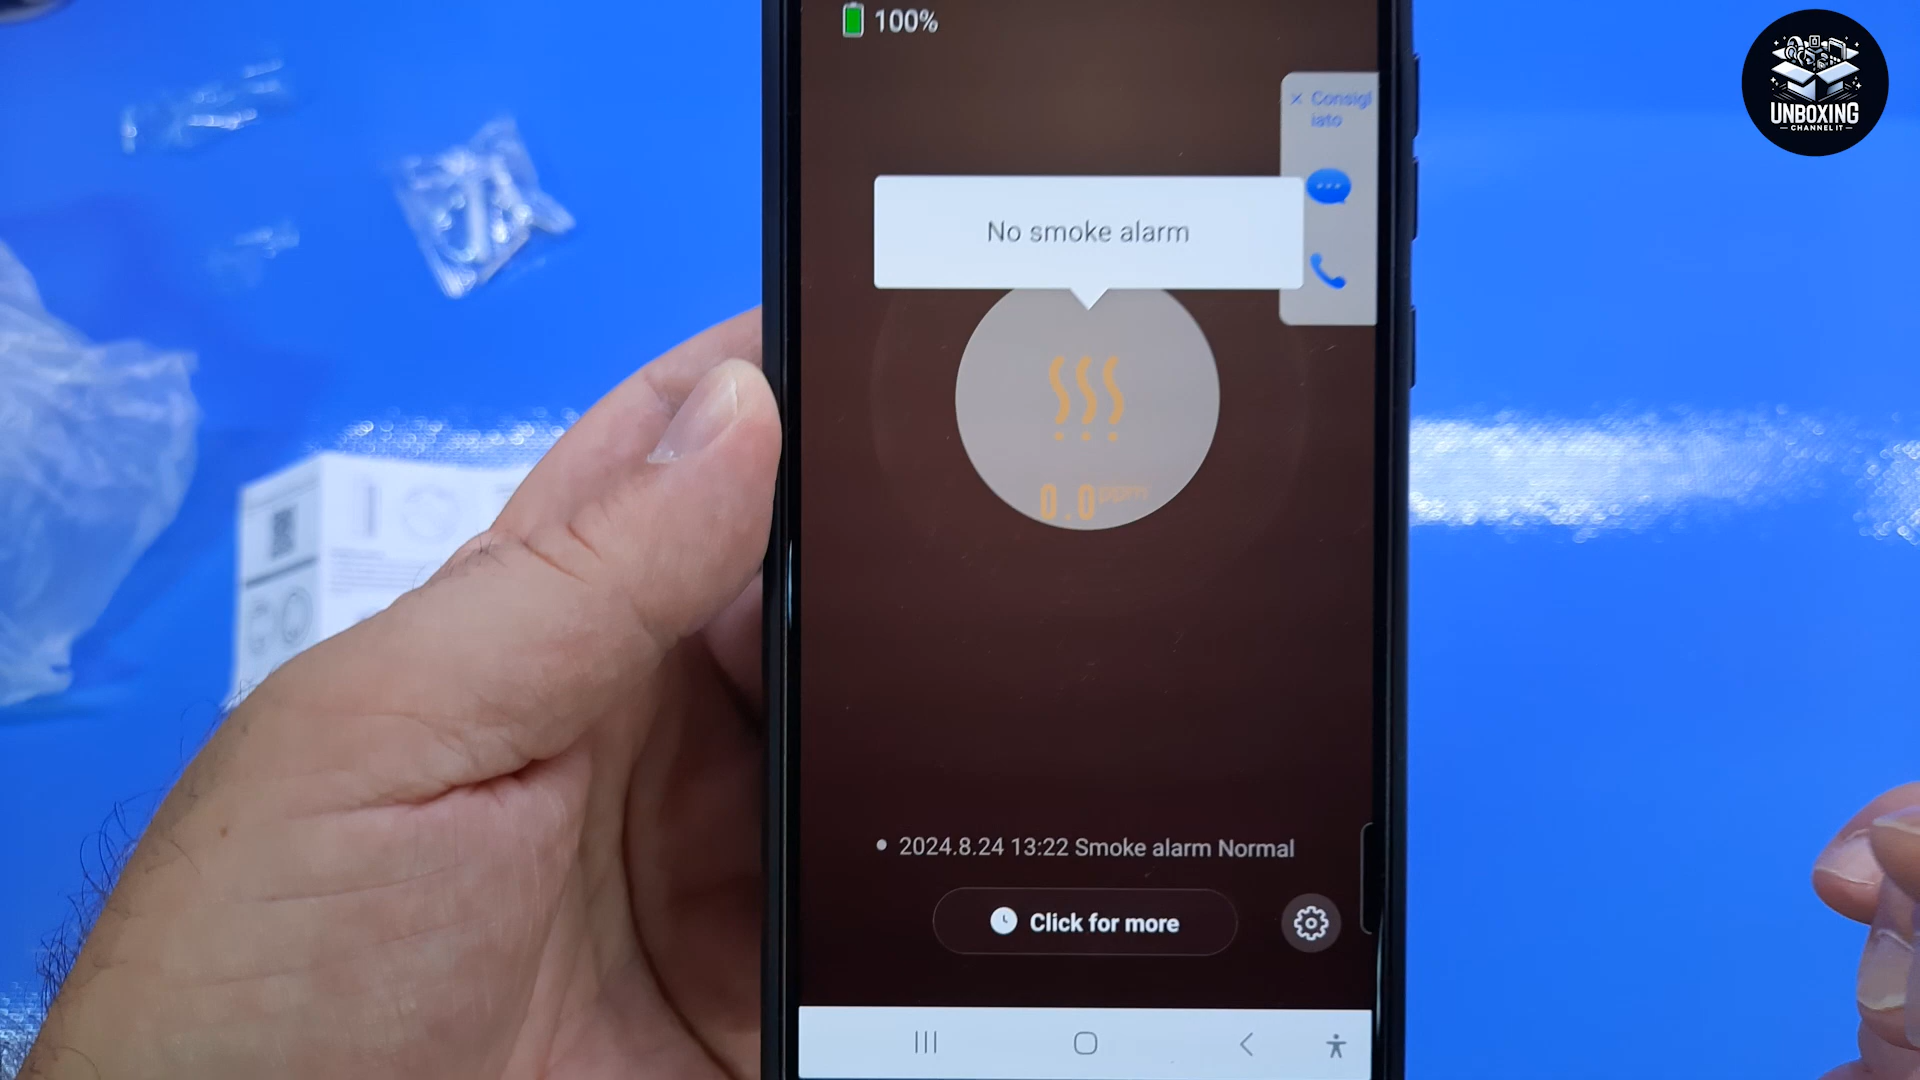 100%
× Consigl
iato
No smoke alarm
0.0ppm
• 2024.8.24 13:22 Smoke alarm Normal
Click for more
UNBOXING
CHANNEL IT